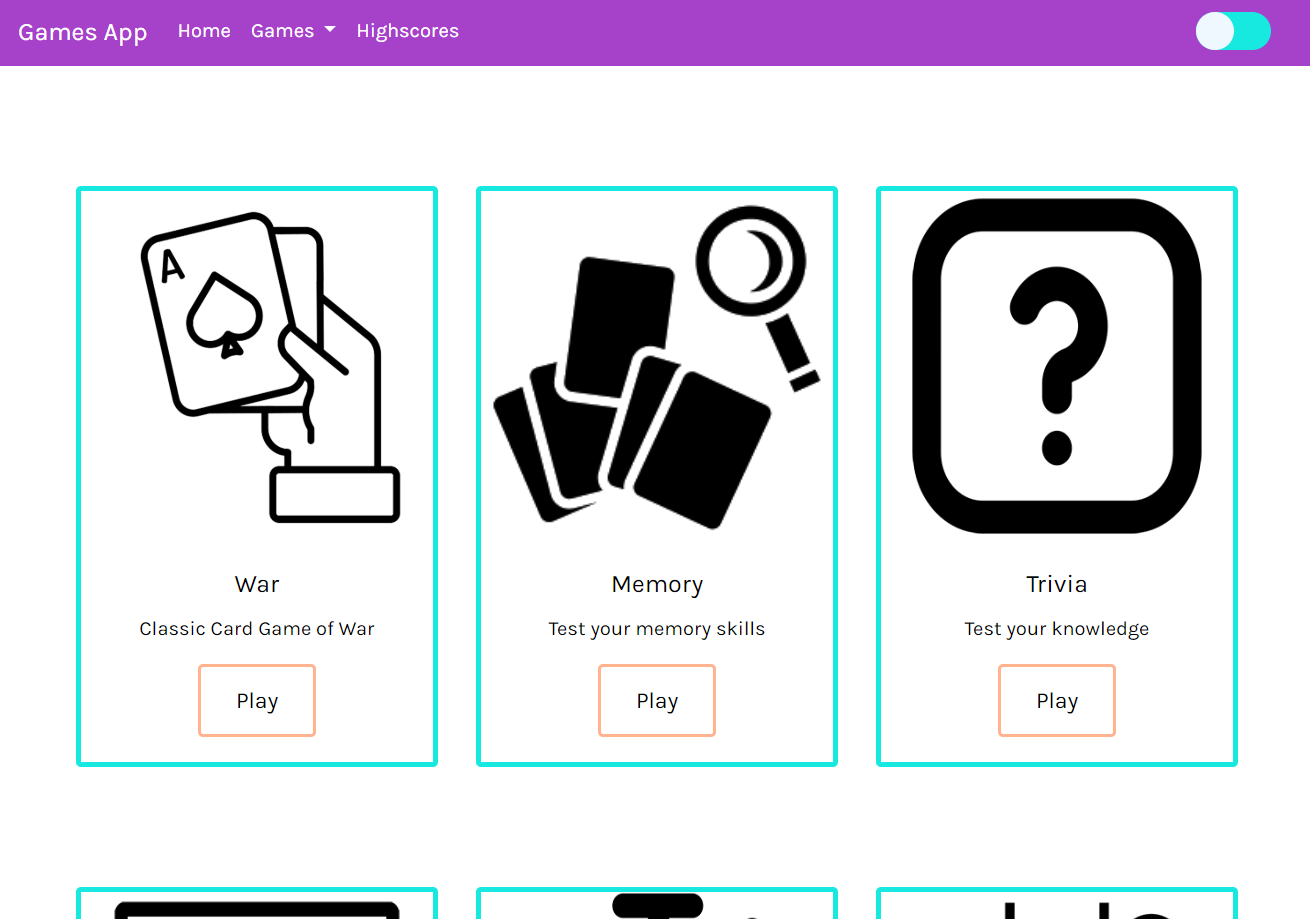 Games App Home Games Highscores
A
War
Classic Card Game of War
Play
Memory
Test your memory skills
Play
?
Trivia
Test your knowledge
Play